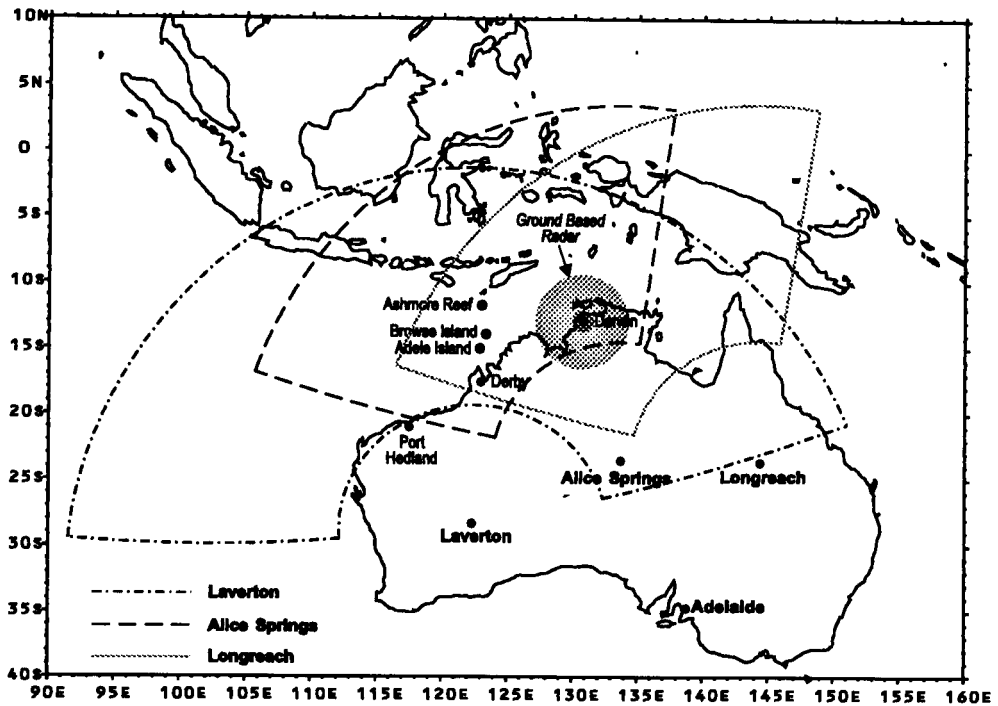 10N
5N
0
5S
10S
15S
20S
25S
30S
35S
40S
Ground Based
Radar
Ashmore Reef
Darwin
Browse Island
Adele Island
Derby
Port
Hedland
Alice Springs
Longreach
Laverton
Adelaide
Laverton
Alice Springs
Longreach
90E 95E 100E 105E 110E 115E 120E 125E 130E 135E 140E 145E 150E 155E 160E